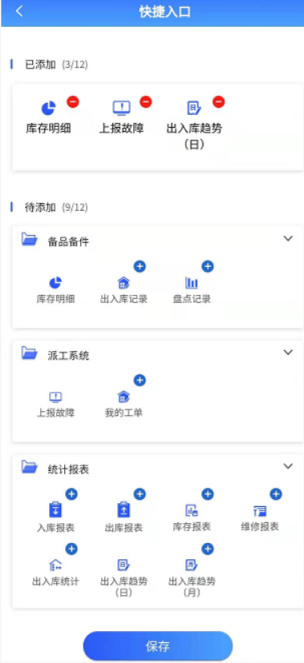 快捷入口
已添加 (3/12)
库存明细 上报故障 出入库趋势
（日）
待添加 (9/12)
备品备件
库存明细 出入库记录 盘点记录
派工系统
上报故障 我的工单
统计报表
入库报表 出库报表 库存报表 维修报表
出入库统计 出入库趋势 出入库趋势
（日） （月）
保存